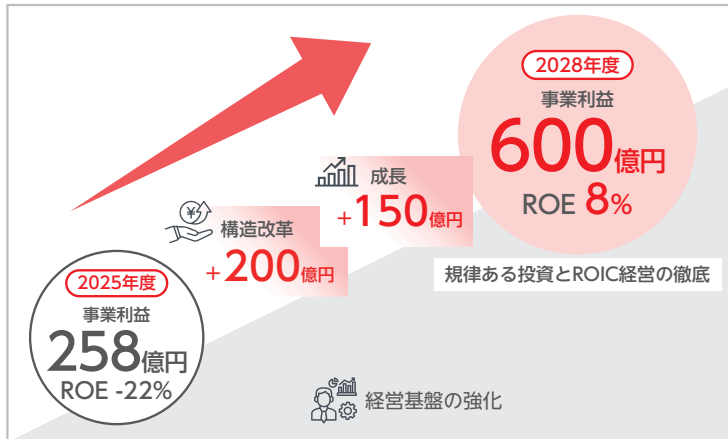 2028年度
事業利益
600億円
ROE 8%
成長
+150億円
構造改革
+200億円
規律ある投資とROIC経営の徹底
2025年度
事業利益
258億円
ROE -22%
経営基盤の強化